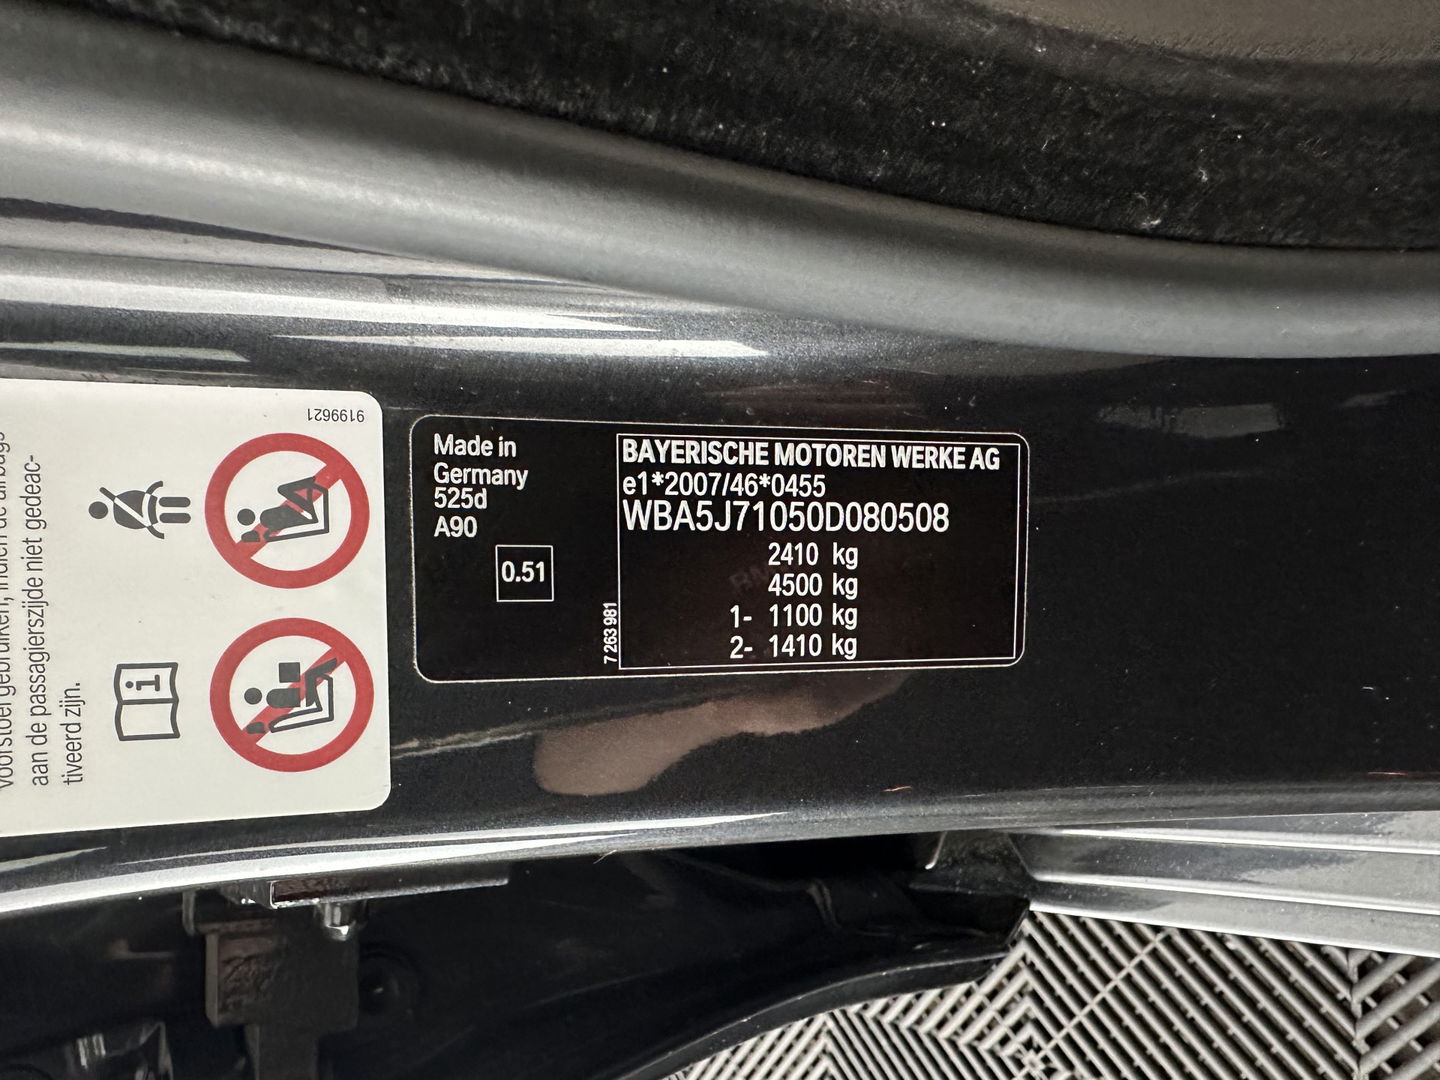 Made in
Germany
525d
A90
0.51
7 263 981
BAYERISCHE MOTOREN WERKE AG
e1*2007/46*0455
WBA5J71050D080508
2410 kg
4500 kg
1- 1100 kg
2- 1410 kg
9199621
aan de passagierszijde niet gedeac-
tiveerd zijn.